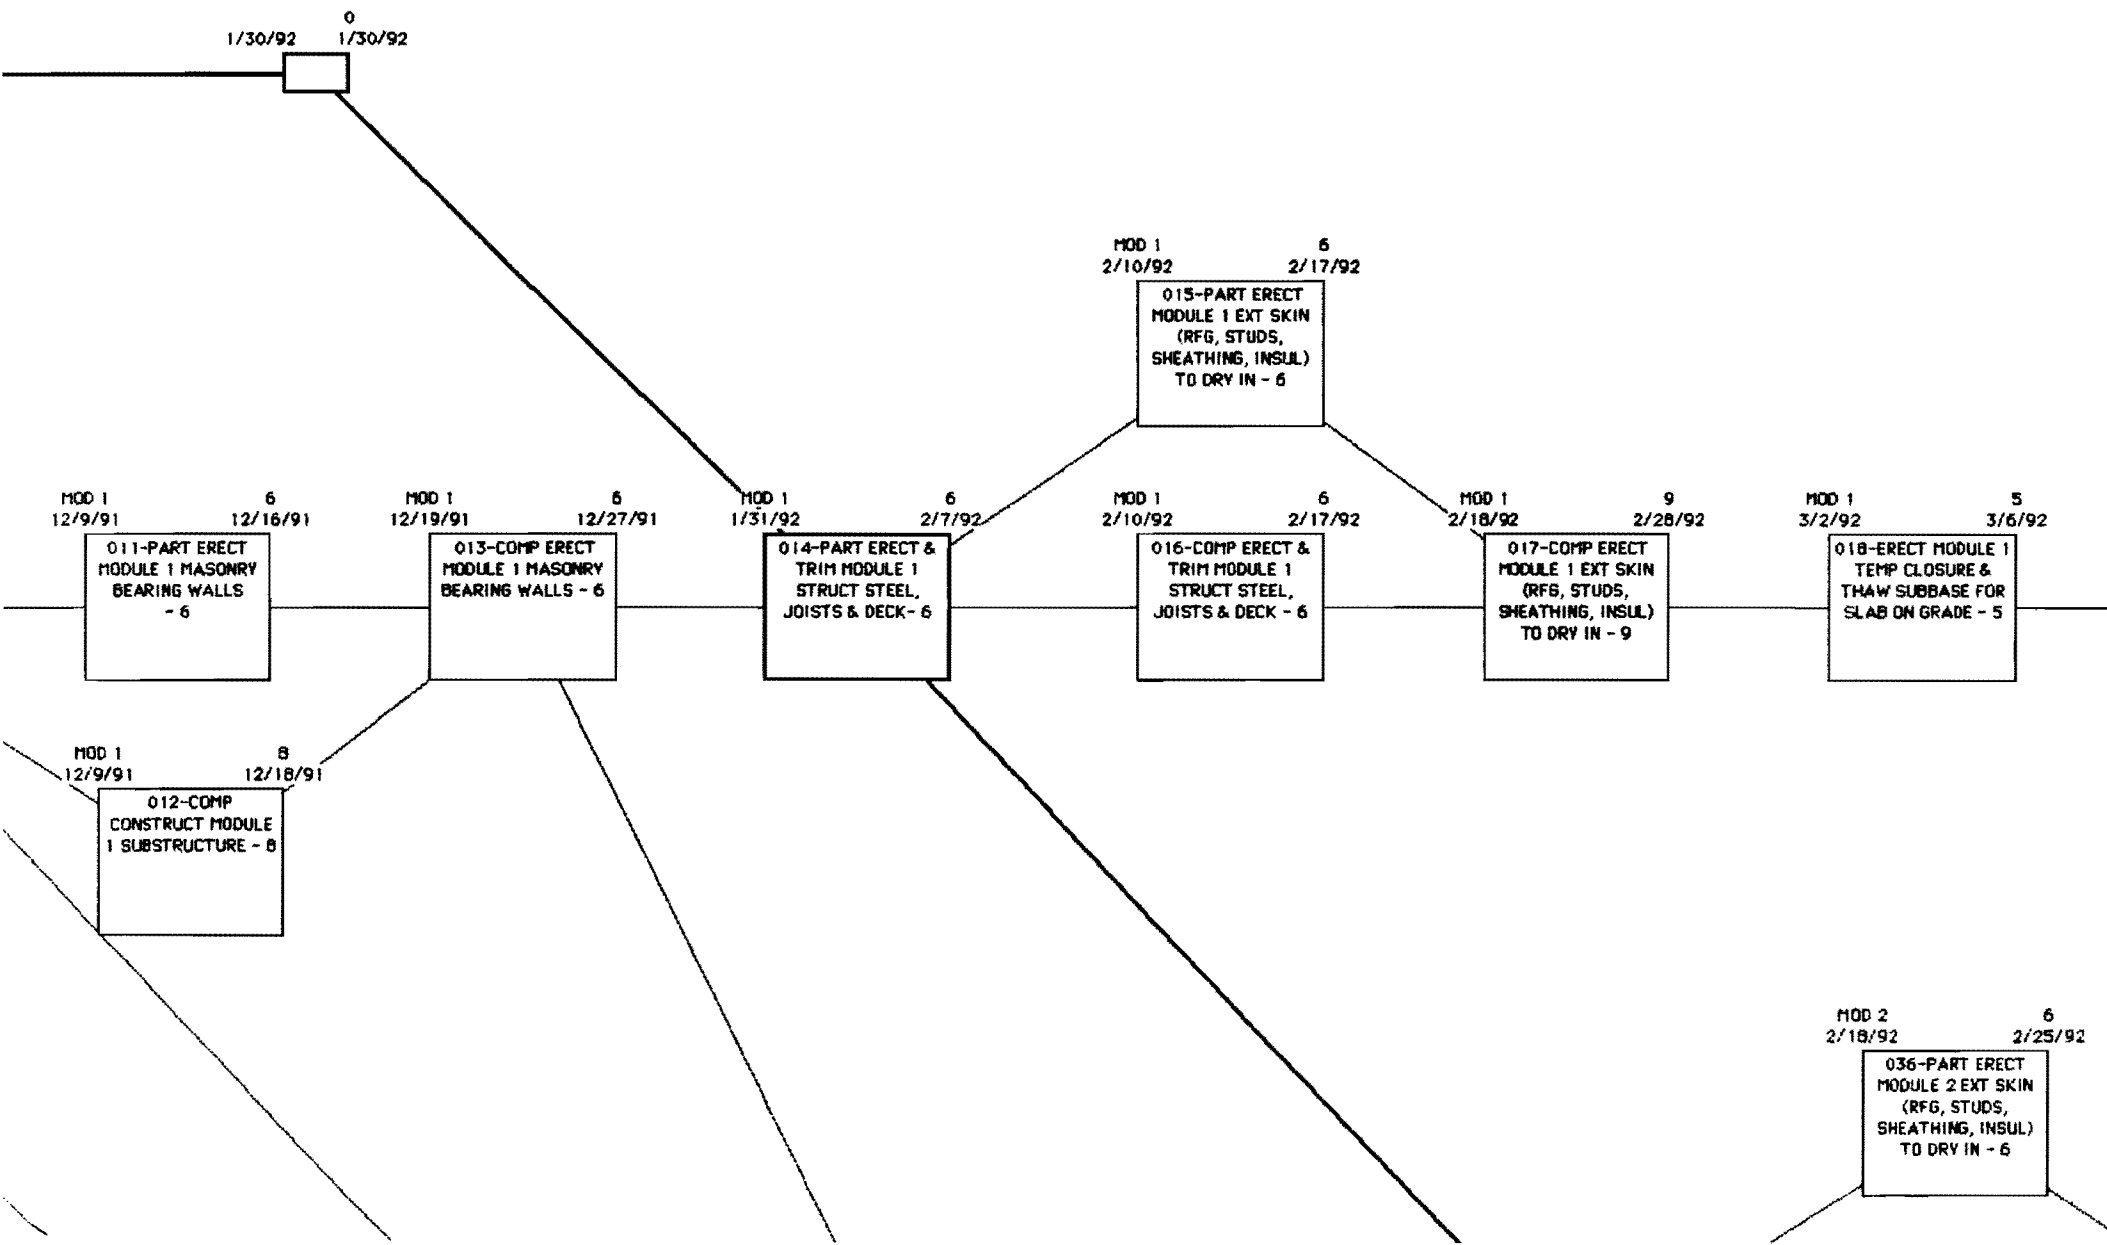 0
1/30/92 1/30/92
MOD 1 6
2/10/92 2/17/92
015-PART ERECT
MODULE 1 EXT SKIN
(RFG, STUDS,
SHEATHING, INSUL)
TO DRY IN - 6
MOD 1 6
12/9/91 12/16/91
011-PART ERECT
MODULE 1 MASONRY
BEARING WALLS
- 6
MOD 1 6
12/19/91 12/27/91
013-COMP ERECT
MODULE 1 MASONRY
BEARING WALLS - 6
MOD 1 6
1/31/92 2/7/92
014-PART ERECT &
TRIM MODULE 1
STRUCT STEEL,
JOISTS & DECK- 6
MOD 1 6
2/10/92 2/17/92
016-COMP ERECT &
TRIM MODULE 1
STRUCT STEEL,
JOISTS & DECK - 6
MOD 1 9
2/18/92 2/28/92
017-COMP ERECT
MODULE 1 EXT SKIN
(RFG, STUDS,
SHEATHING, INSUL)
TO DRY IN - 9
MOD 1 5
3/2/92 3/6/92
018-ERECT MODULE 1
TEMP CLOSURE &
THAW SUBBASE FOR
SLAB ON GRADE - 5
MOD 1 8
12/9/91 12/18/91
012-COMP
CONSTRUCT MODULE
1 SUBSTRUCTURE - 8
MOD 2 6
2/18/92 2/25/92
036-PART ERECT
MODULE 2 EXT SKIN
(RFG, STUDS,
SHEATHING, INSUL)
TO DRY IN - 6